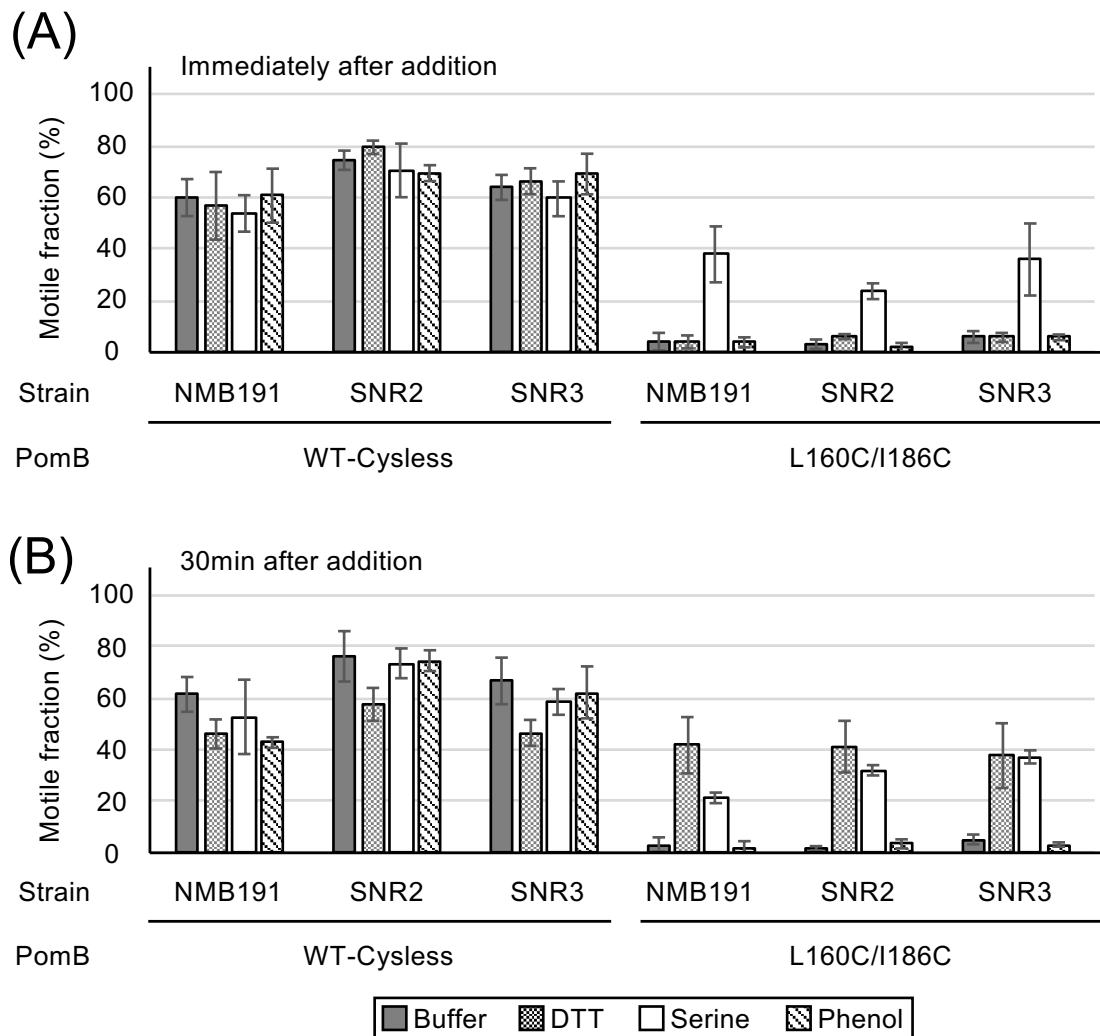 (A)
Immediately after addition
Motile fraction (%)
100
80
60
40
20
0
Strain NMB191 SNR2 SNR3 NMB191 SNR2 SNR3
PomB WT-Cysless L160C/I186C
(B)
30min after addition
Motile fraction (%)
100
80
60
40
20
0
Strain NMB191 SNR2 SNR3 NMB191 SNR2 SNR3
PomB WT-Cysless L160C/I186C
Buffer DTT Serine Phenol